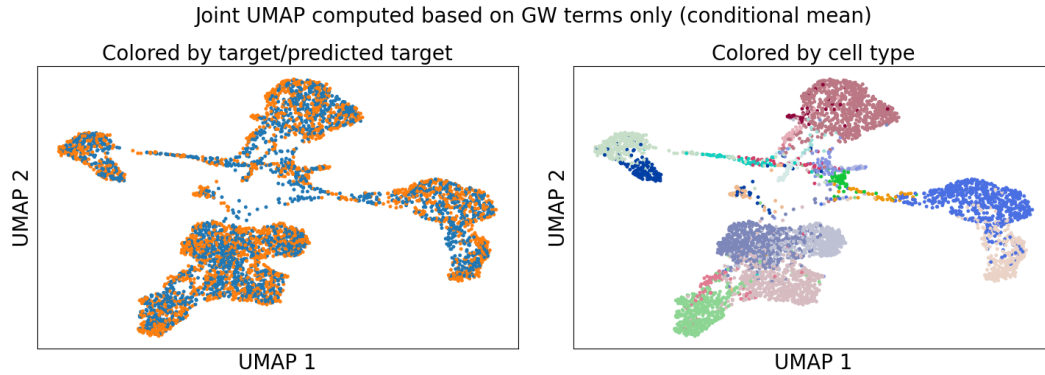 Joint UMAP computed based on GW terms only (conditional mean)
Colored by target/predicted target
Colored by cell type
UMAP 2
UMAP 2
UMAP 1
UMAP 1